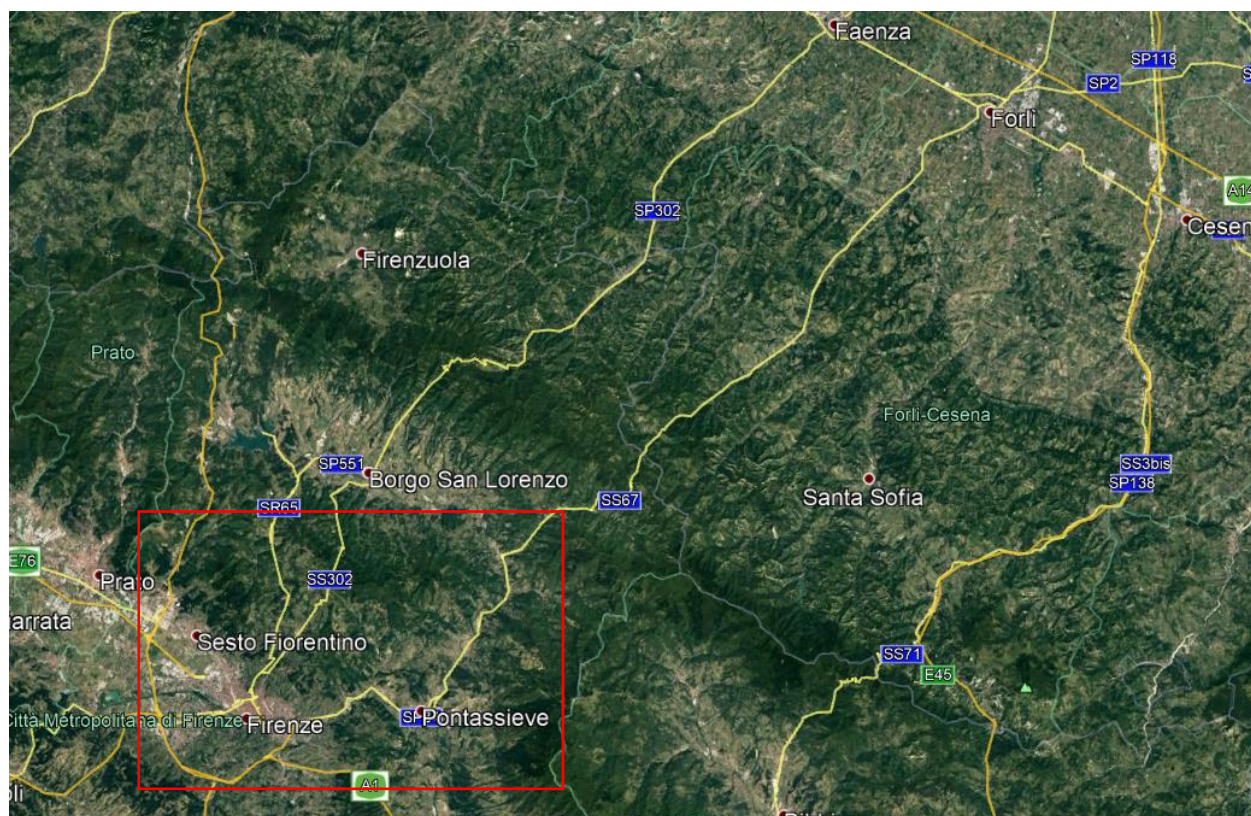 Faenza
SP118
SP2
Forlì
A14
SP302
Cesen
Firenzuola
Prato
Forlì-Cesena
SP551
Borgo San Lorenzo
SS3bis
SP138
SS67
Santa Sofia
SR65
E76
Prato
SS302
arrata
Sesto Fiorentino
SS71
E45
Città Metropolitana di Firenze
Firenze
SP
Pontassieve
A1